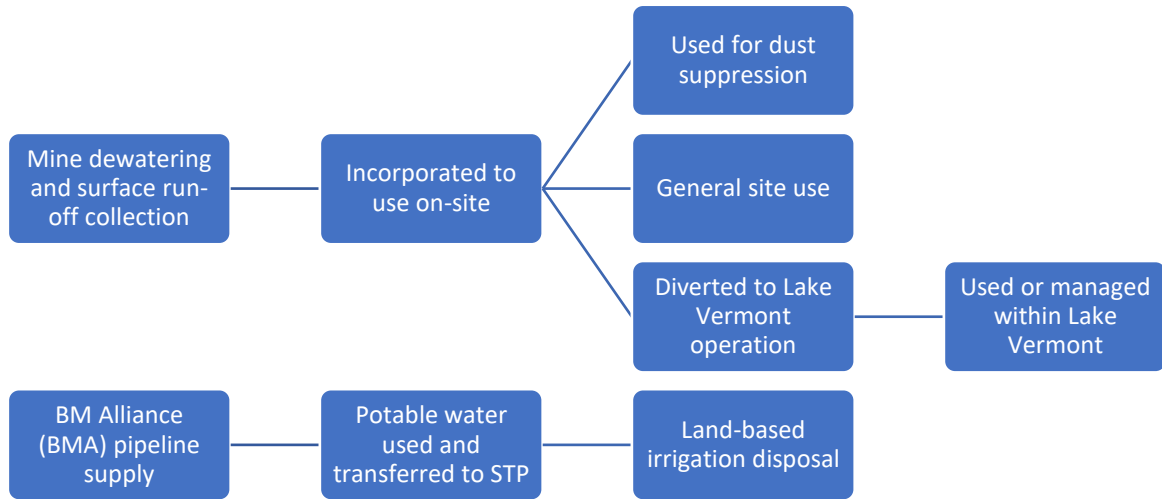 Used for dust
suppression
Mine dewatering
and surface run-
off collection
Incorporated to
use on-site
General site use
Diverted to Lake
Vermont
operation
Used or managed
within Lake
Vermont
BM Alliance
(BMA) pipeline
supply
Potable water
used and
transferred to STP
Land-based
irrigation disposal